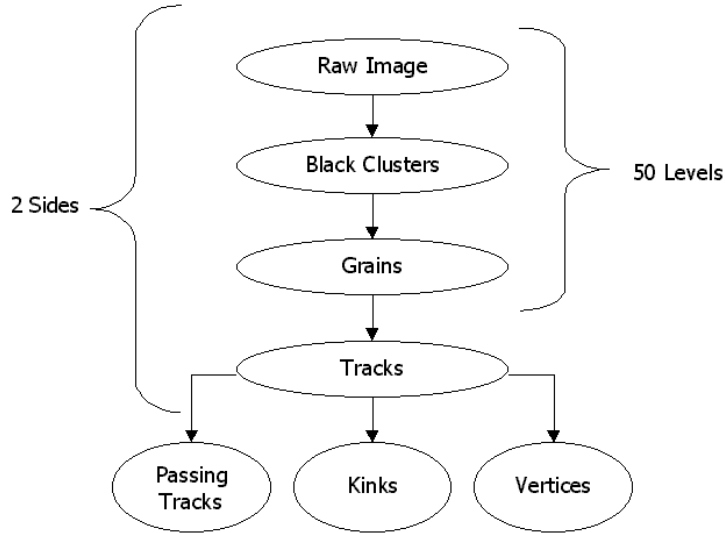 Raw Image
Black Clusters
50 Levels
2 Sides
Grains
Tracks
Passing
Tracks
Kinks
Vertices